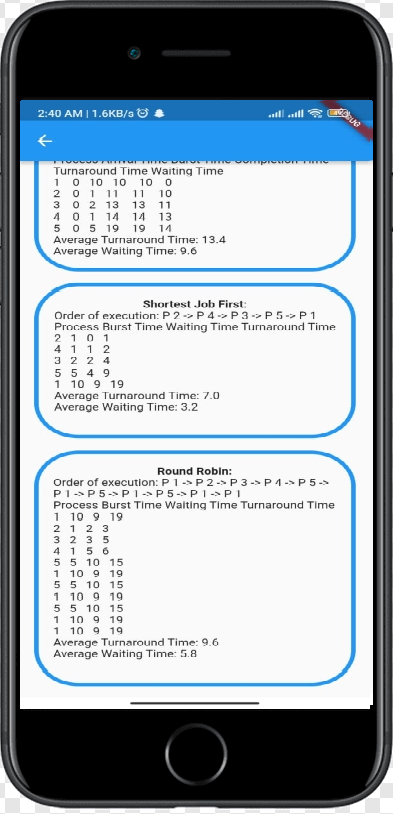 2:40 AM | 1.6KB/s
Process Arrival Time Burst Time Completion Time
Turnaround Time Waiting Time
1 0 10 10 10 0
2 0 1 11 11 10
3 0 2 13 13 11
4 0 1 14 14 13
5 0 5 19 19 14
Average Turnaround Time: 13.4
Average Waiting Time: 9.6
Shortest Job First:
Order of execution: P 2 -> P 4 -> P 3 -> P 5 -> P 1
Process Burst Time Waiting Time Turnaround Time
2 1 0 1
4 1 1 2
3 2 2 4
5 5 4 9
1 10 9 19
Average Turnaround Time: 7.0
Average Waiting Time: 3.2
Round Robin:
Order of execution: P 1 -> P 2 -> P 3 -> P 4 -> P 5 ->
P 1 -> P 5 -> P 1 -> P 5 -> P 1 -> P 1
Process Burst Time Waiting Time Turnaround Time
1 10 9 19
2 1 2 3
3 2 3 5
4 1 5 6
5 5 10 15
1 10 9 19
5 5 10 15
1 10 9 19
5 5 10 15
1 10 9 19
1 10 9 19
Average Turnaround Time: 9.6
Average Waiting Time: 5.8